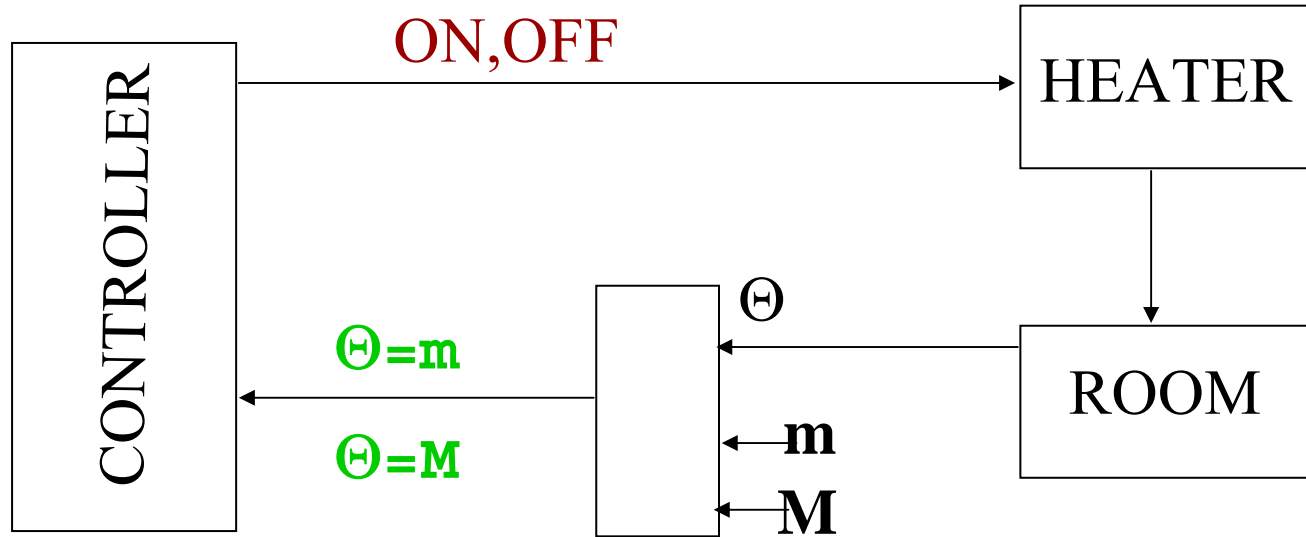 ON,OFF
HEATER
CONTROLLER
Θ
Θ=m
ROOM
m
Θ=M
M